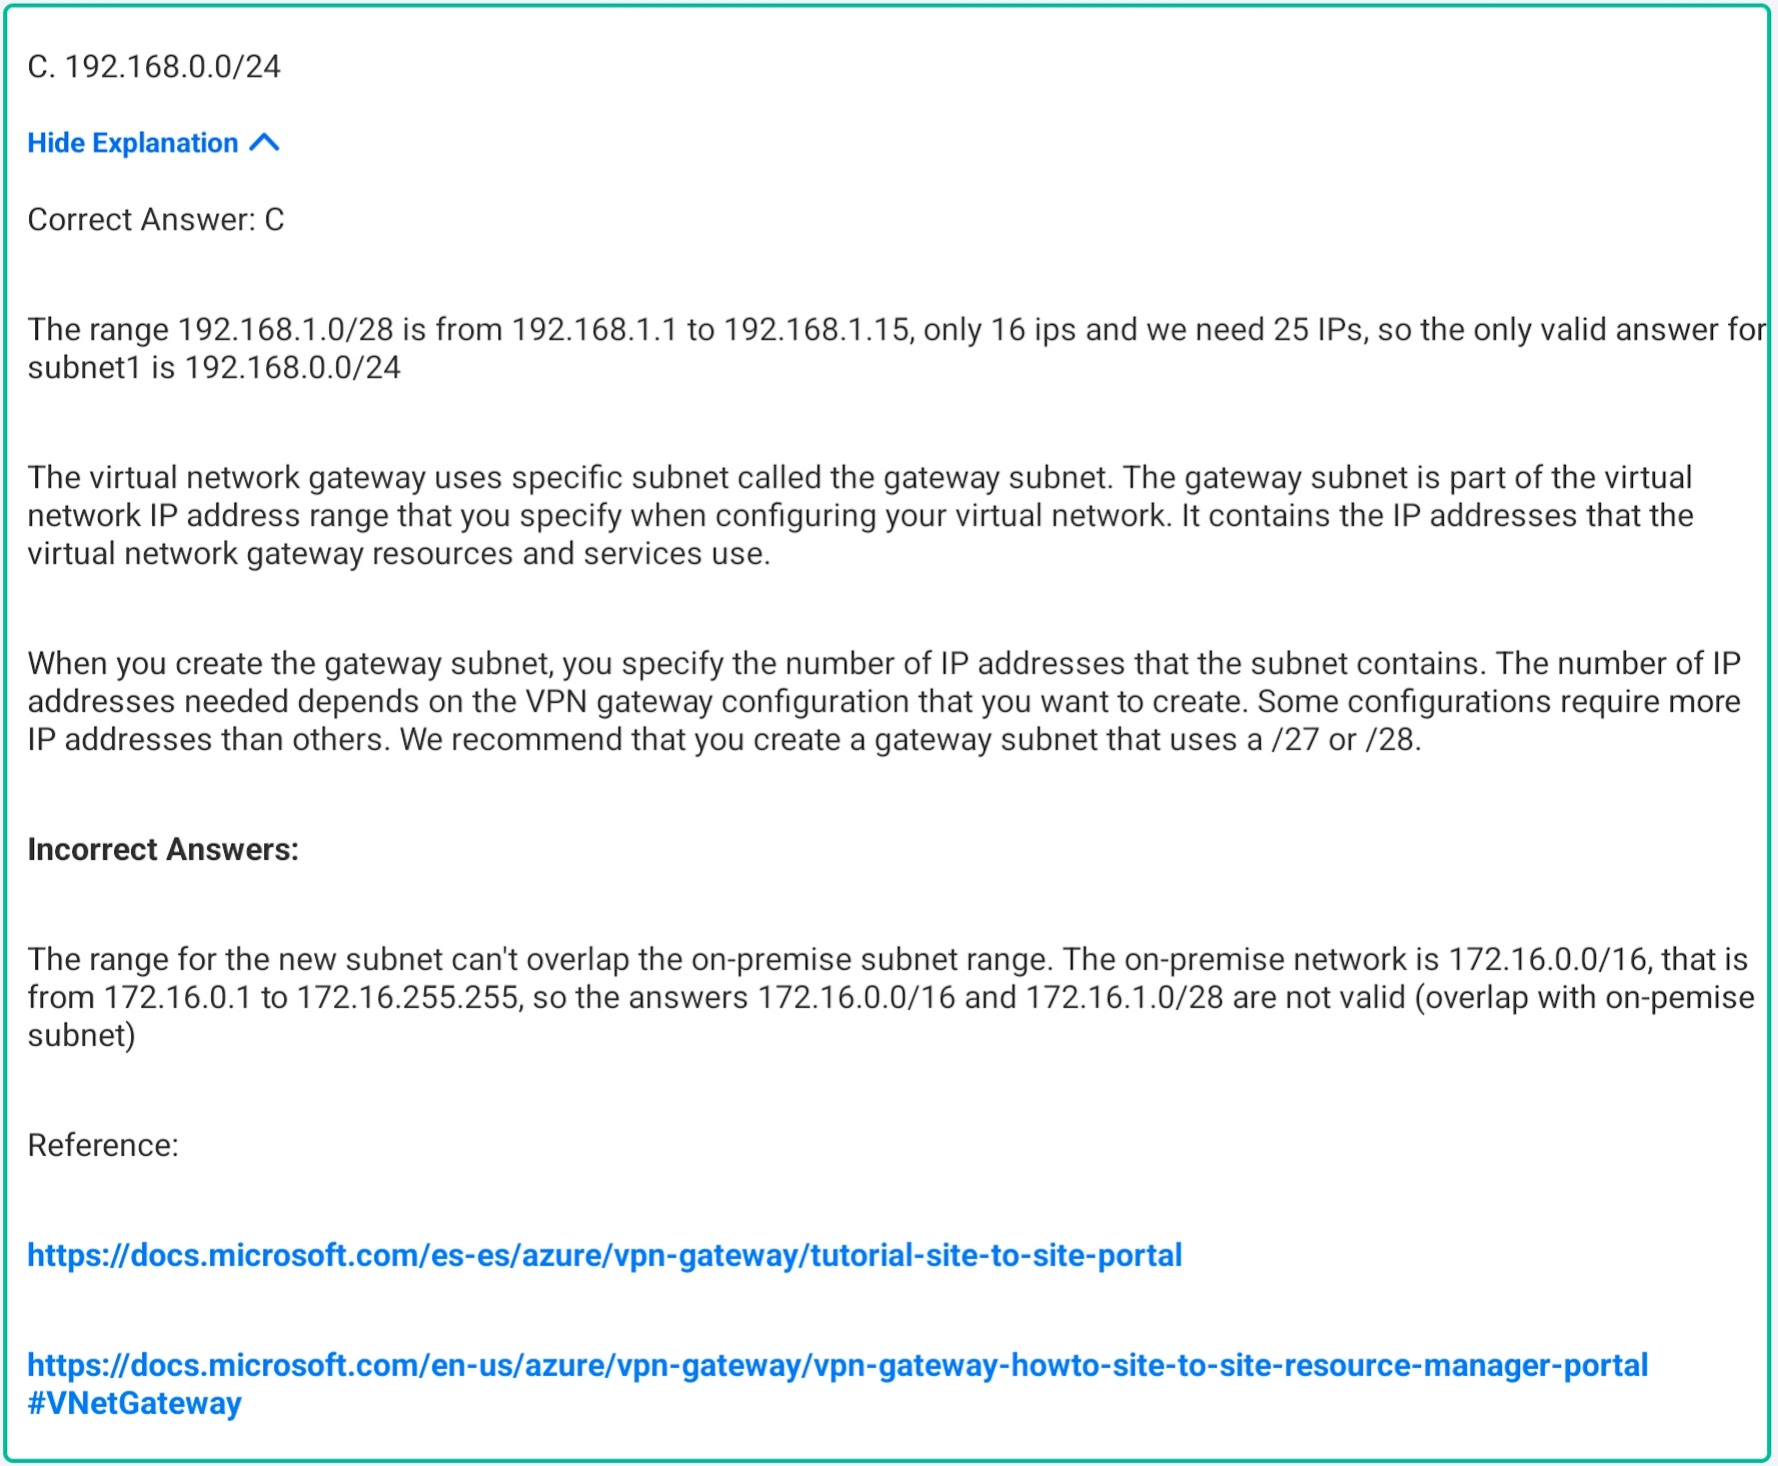 C. 192.168.0.0/24
Hide Explanation
Correct Answer: C
The range 192.168.1.0/28 is from 192.168.1.1 to 192.168.1.15, only 16 ips and we need 25 IPs, so the only valid answer for
subnet1 is 192.168.0.0/24
The virtual network gateway uses specific subnet called the gateway subnet. The gateway subnet is part of the virtual
network IP address range that you specify when configuring your virtual network. It contains the IP addresses that the
virtual network gateway resources and services use.
When you create the gateway subnet, you specify the number of IP addresses that the subnet contains. The number of IP
addresses needed depends on the VPN gateway configuration that you want to create. Some configurations require more
IP addresses than others. We recommend that you create a gateway subnet that uses a /27 or /28.
Incorrect Answers:
The range for the new subnet can't overlap the on-premise subnet range. The on-premise network is 172.16.0.0/16, that is
from 172.16.0.1 to 172.16.255.255, so the answers 172.16.0.0/16 and 172.16.1.0/28 are not valid (overlap with on-pemise
subnet)
Reference:
https://docs.microsoft.com/es-es/azure/vpn-gateway/tutorial-site-to-site-portal
https://docs.microsoft.com/en-us/azure/vpn-gateway/vpn-gateway-howto-site-to-site-resource-manager-portal
#VNetGateway